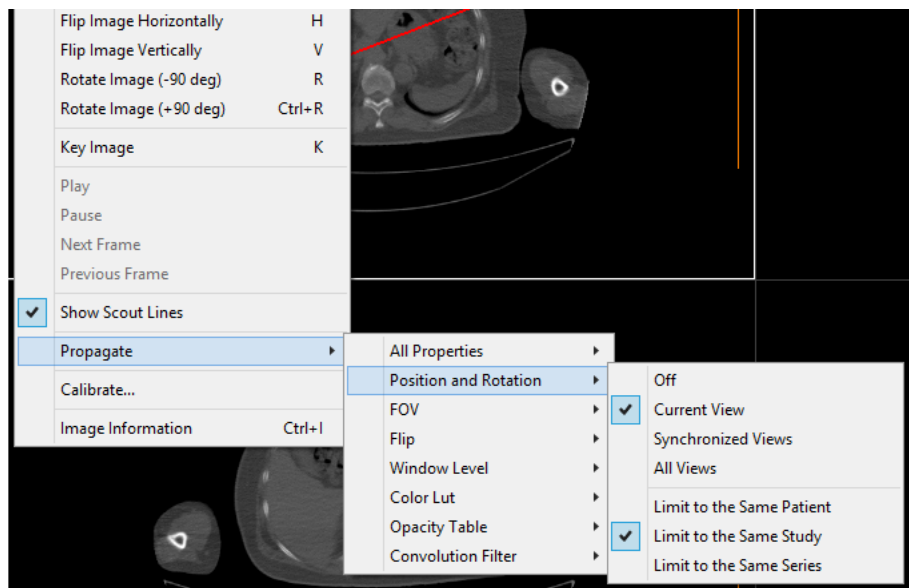 Flip Image Horizontally H
Flip Image Vertically V
Rotate Image (-90 deg) R
Rotate Image (+90 deg) Ctrl+R
Key Image K
Play
Pause
Next Frame
Previous Frame
Show Scout Lines
Propagate
Calibrate...
Image Information Ctrl+I
All Properties
Position and Rotation
FOV
Flip
Window Level
Color Lut
Opacity Table
Convolution Filter
Off
Current View
Synchronized Views
All Views
Limit to the Same Patient
Limit to the Same Study
Limit to the Same Series